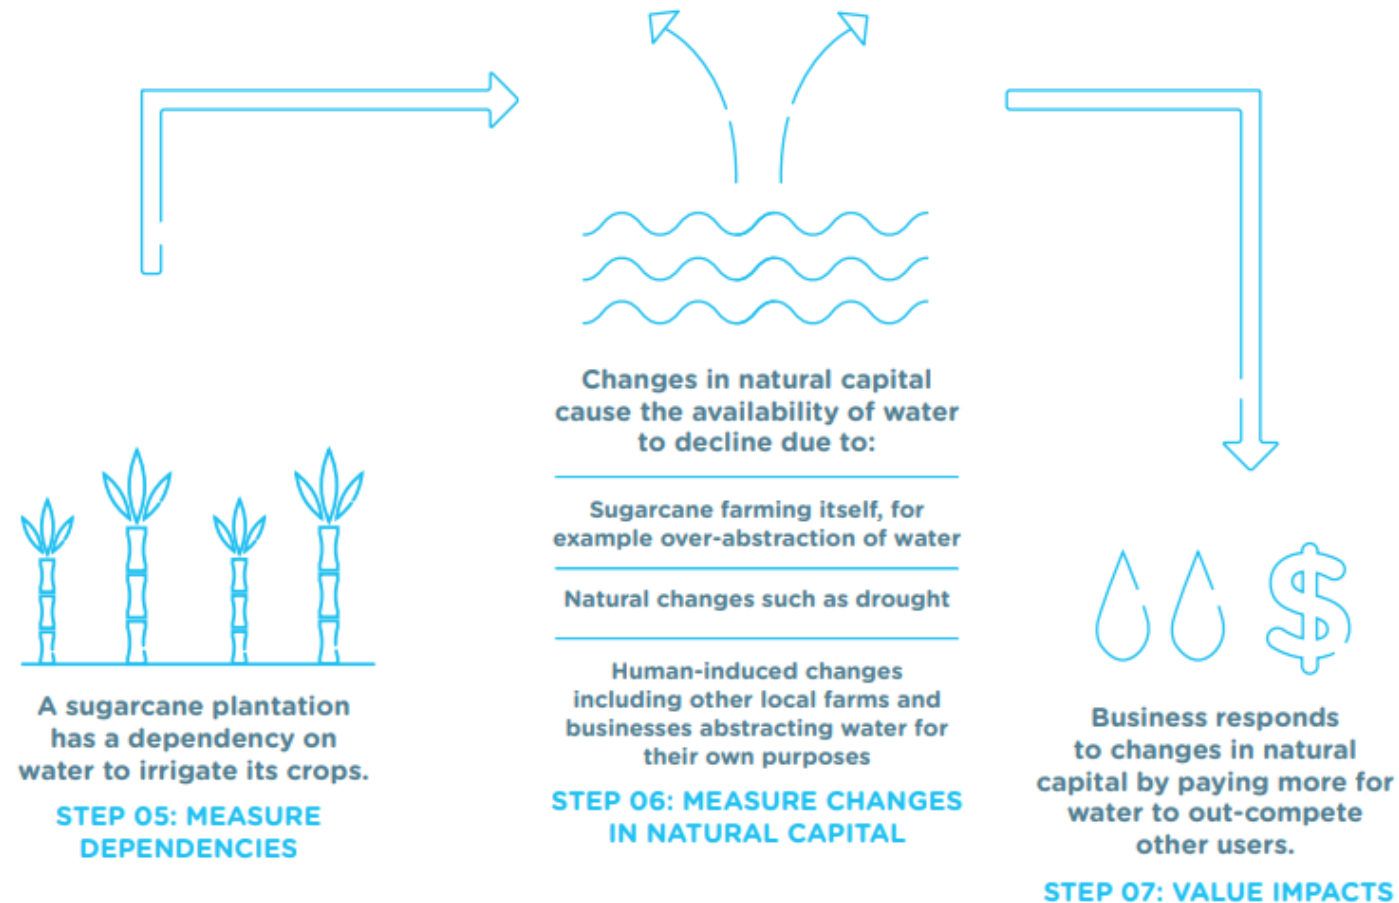 A sugarcane plantation
has a dependency on
water to irrigate its crops.
STEP 05: MEASURE
DEPENDENCIES
Changes in natural capital
cause the availability of water
to decline due to:
Sugarcane farming itself, for
example over-abstraction of water
Natural changes such as drought
Human-induced changes
including other local farms and
businesses abstracting water for
their own purposes
STEP 06: MEASURE CHANGES
IN NATURAL CAPITAL
$
Business responds
to changes in natural
capital by paying more for
water to out-compete
other users.
STEP 07: VALUE IMPACTS